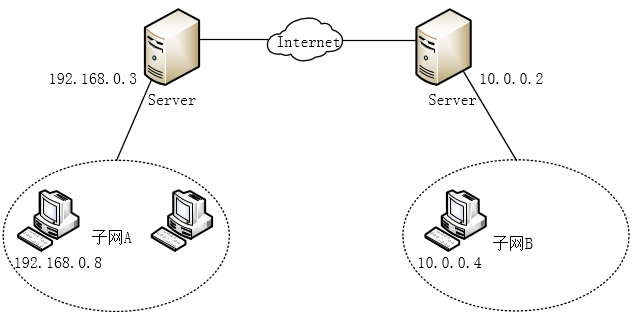 Internet
192.168.0.3
10.0.0.2
Server
Server
子网A
子网B
192.168.0.8
10.0.0.4